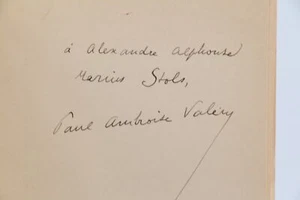 à Alexandre Alphonse
Marius Stols,
Paul Ambroise Valéry